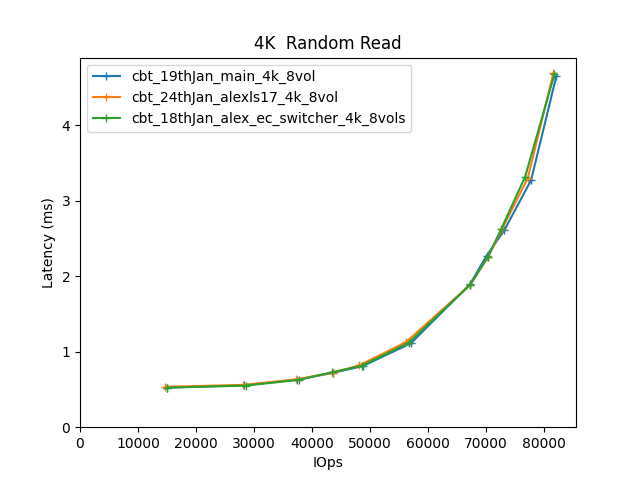 4K  Random Read
cbt_19thJan_main_4k_8vol
cbt_24thJan_alexls17_4k_8vol
cbt_18thJan_alex_ec_switcher_4k_8vols
Latency (ms)
4
3
2
1
0
0 10000 20000 30000 40000 50000 60000 70000 80000
IOps